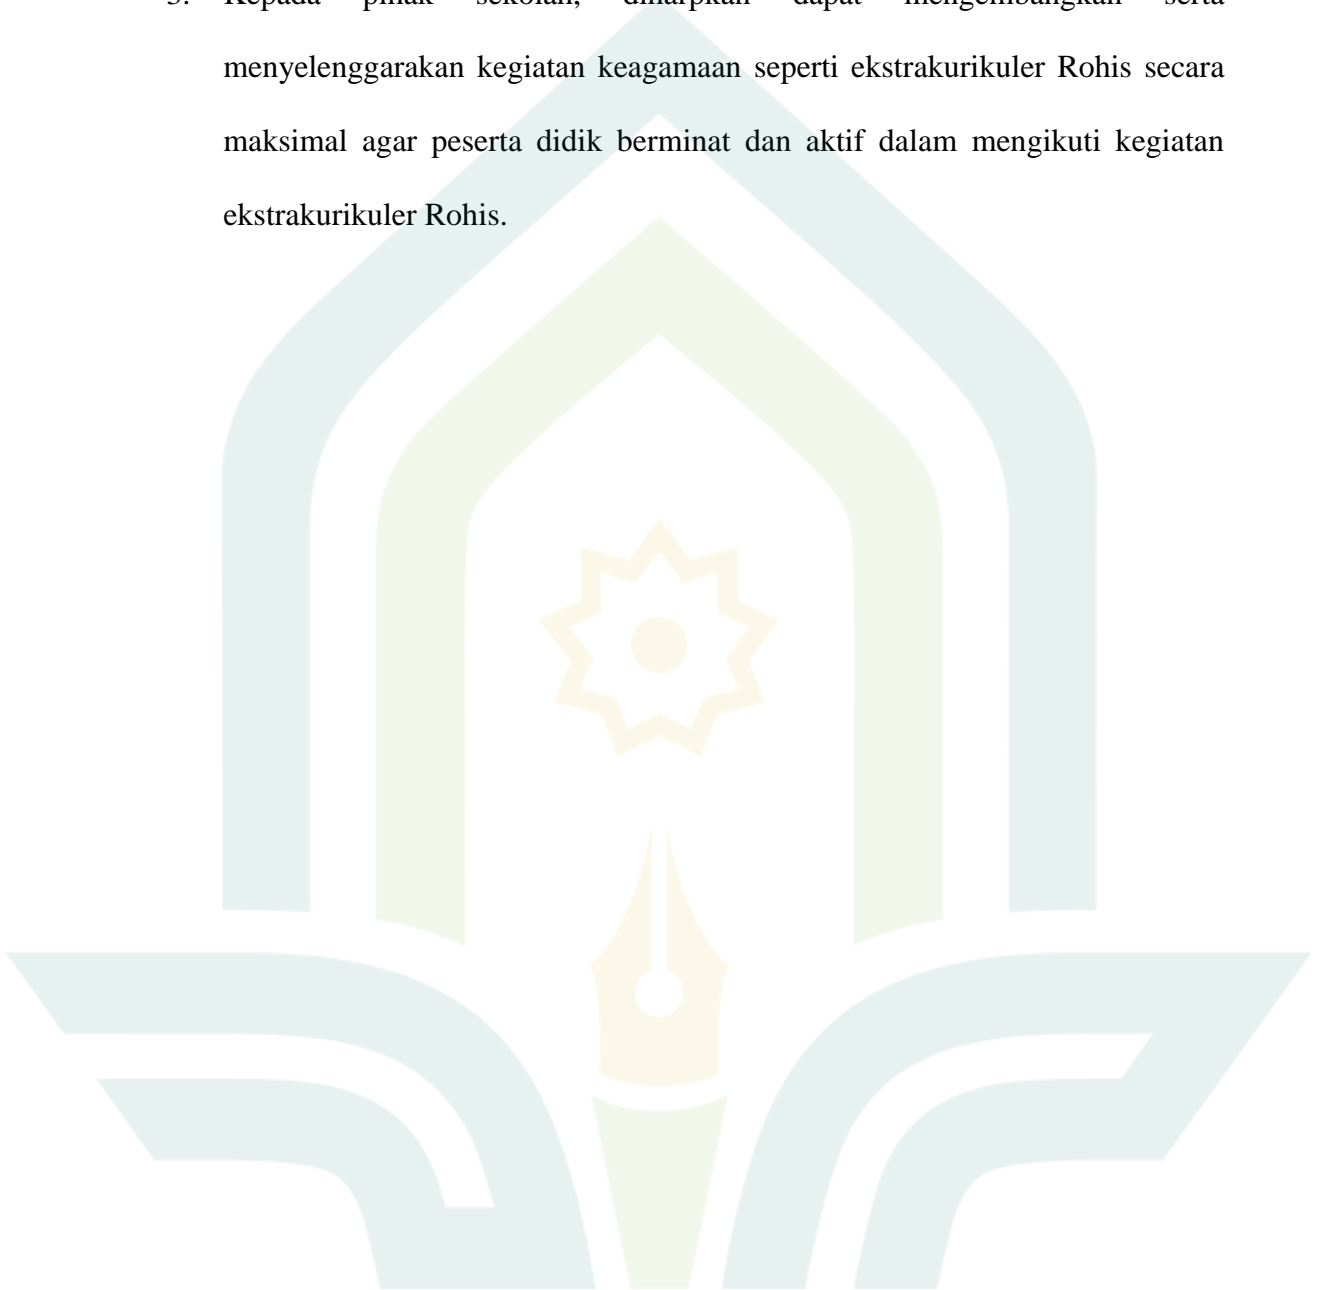 3. Kepada pihak sekolah, diharpkan dapat mengembangkan serta
menyelenggarakan kegiatan keagamaan seperti ekstrakurikuler Rohis secara
maksimal agar peserta didik berminat dan aktif dalam mengikuti kegiatan
ekstrakurikuler Rohis.